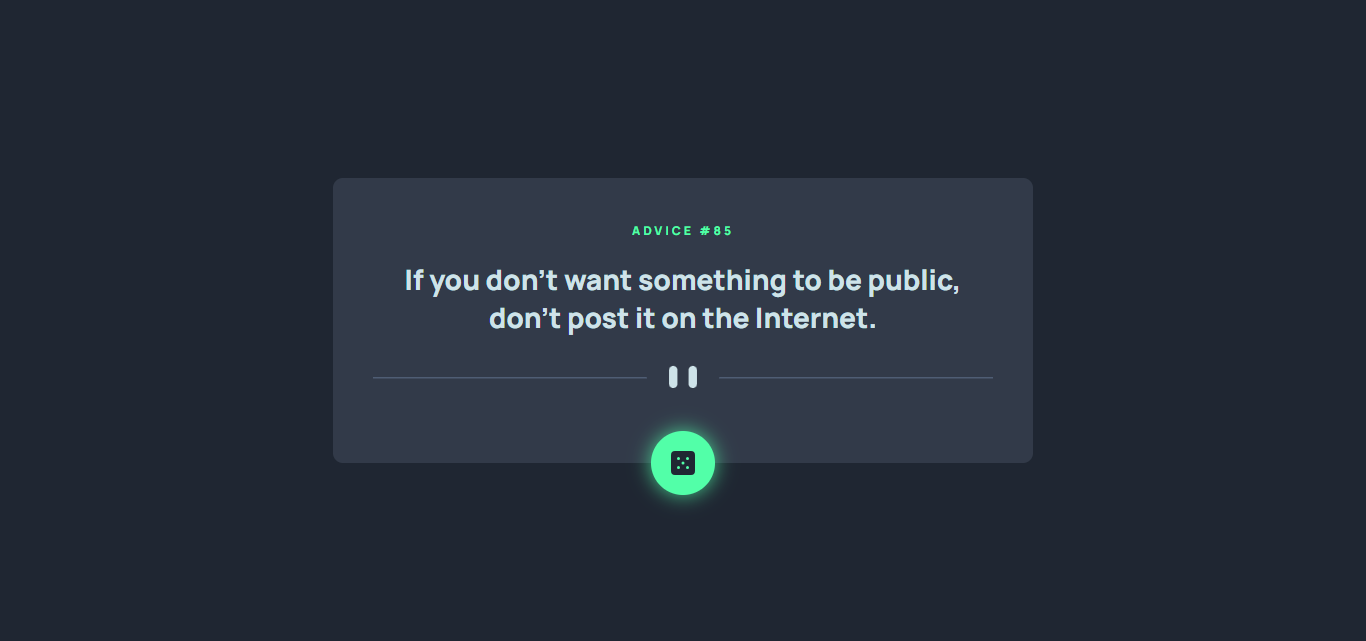 ADVICE #85
If you don’t want something to be public,
don’t post it on the Internet.